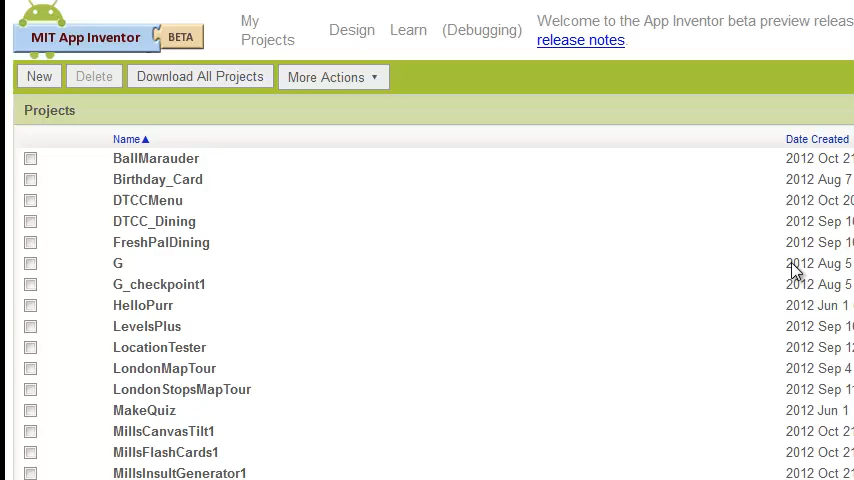 MIT App Inventor BETA
My Projects Design Learn (Debugging)
Welcome to the App Inventor beta preview
release notes.
New Delete Download All Projects More Actions ▼
Projects
Name▲ Date Created
BallMarauder 2012 Oct
Birthday_Card 2012 Aug 7
DTCCMenu 2012 Oct
DTCC_Dining 2012 Sep
FreshPalDining 2012 Sep
G 2012 Aug 5
G_checkpoint1 2012 Aug 5
HelloPurr 2012 Jun 1
LevelsPlus 2012 Sep
LocationTester 2012 Sep
LondonMapTour 2012 Sep 4
LondonStopsMapTour 2012 Sep
MakeQuiz 2012 Jun 1
MillsCanvasTilt1 2012 Oct
MillsFlashCards1 2012 Oct
MillsInsultGenerator1 2012 Oct